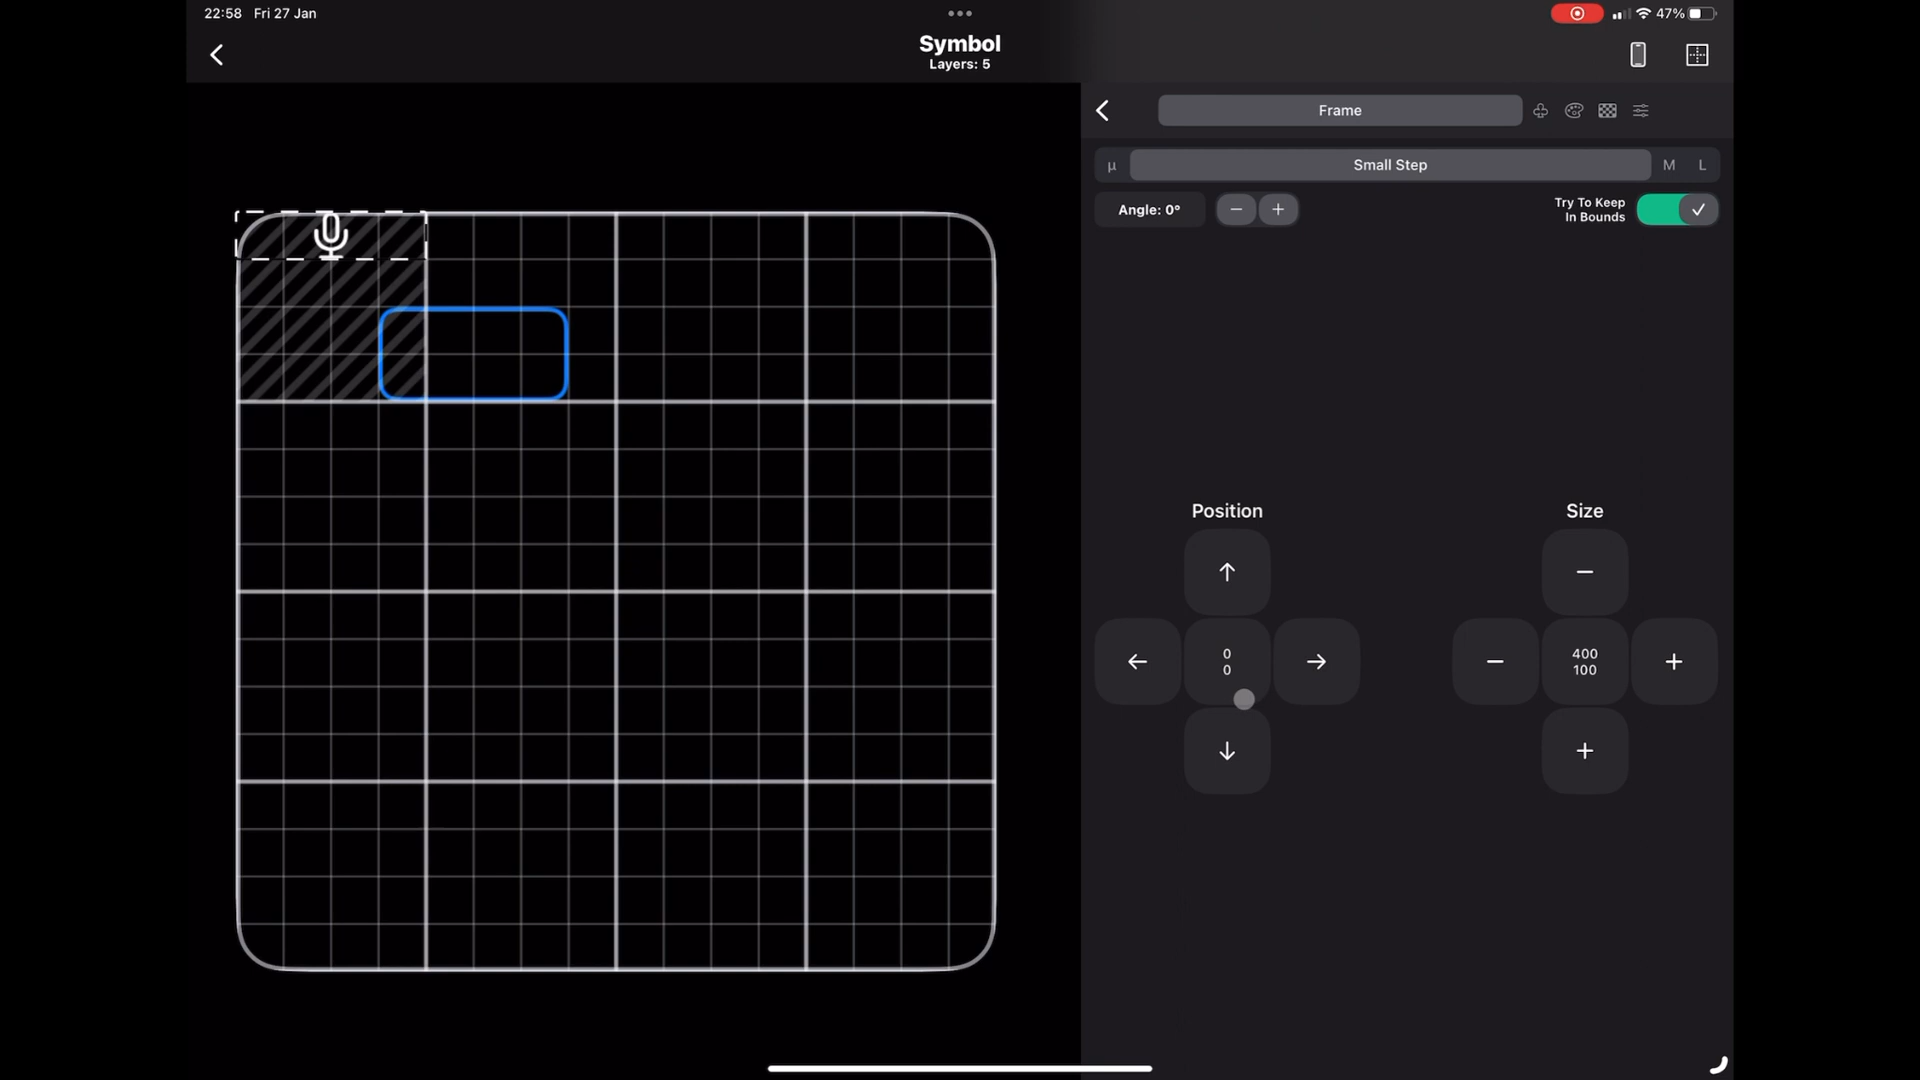 22:58 Fri 27 Jan
47%
Symbol
Layers: 5
Frame
μ Small Step M L
Angle: 0° − +
Try To Keep
In Bounds
Position
Size
0
0
400
100